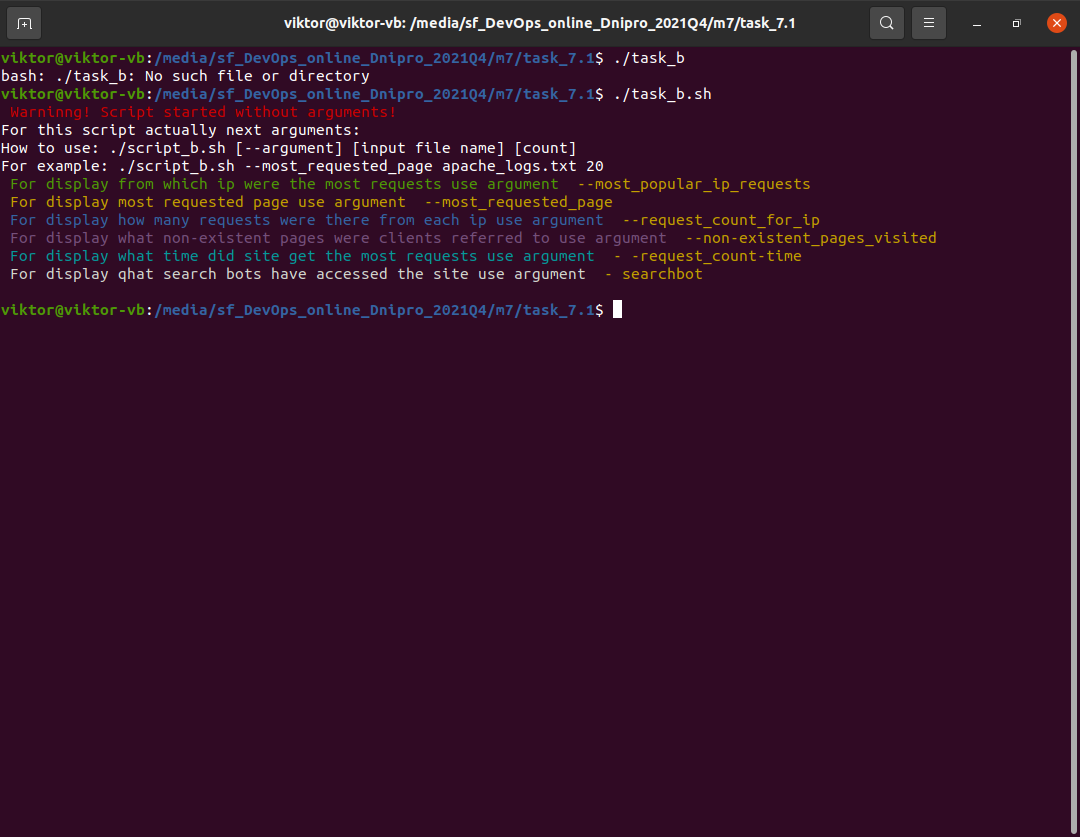 viktor@viktor-vb: /media/sf_DevOps_online_Dnipro_2021Q4/m7/task_7.1
viktor@viktor-vb:/media/sf_DevOps_online_Dnipro_2021Q4/m7/task_7.1$ ./task_b
bash: ./task_b: No such file or directory
viktor@viktor-vb:/media/sf_DevOps_online_Dnipro_2021Q4/m7/task_7.1$ ./task_b.sh
Warninng! Script started without arguments!
For this script actually next arguments:
How to use: ./script_b.sh [--argument] [input file name] [count]
For example: ./script_b.sh --most_requested_page apache_logs.txt 20
For display from which ip were the most requests use argument  --most_popular_ip_requests
For display most requested page use argument  --most_requested_page
For display how many requests were there from each ip use argument  --request_count_for_ip
For display what non-existent pages were clients referred to use argument  --non-existent_pages_visited
For display what time did site get the most requests use argument  - -request_count-time
For display qhat search bots have accessed the site use argument  - searchbot
viktor@viktor-vb:/media/sf_DevOps_online_Dnipro_2021Q4/m7/task_7.1$